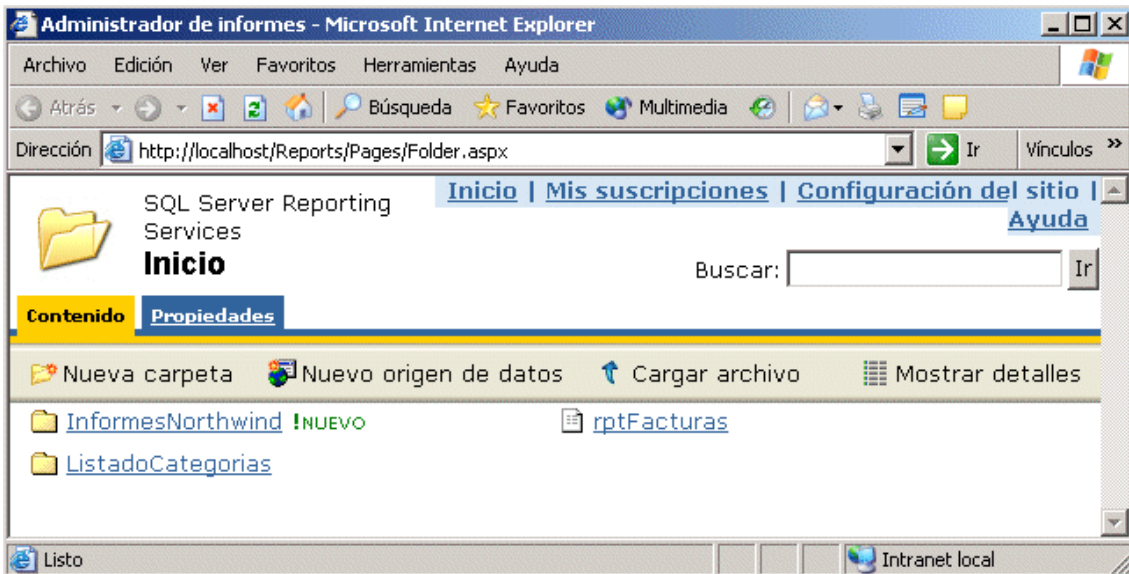 Administrador de informes - Microsoft Internet Explorer
Archivo Edición Ver Favoritos Herramientas Ayuda
Atrás Búsqueda Favoritos Multimedia
Dirección http://localhost/Reports/Pages/Folder.aspx Ir Vínculos »
SQL Server Reporting Services
Inicio
Inicio | Mis suscripciones | Configuración del sitio |
Ayuda
Buscar: Ir
Contenido Propiedades
Nueva carpeta Nuevo origen de datos Cargar archivo Mostrar detalles
InformesNorthwind !NUEVO rptFacturas
ListadoCategorias
Listo Intranet local